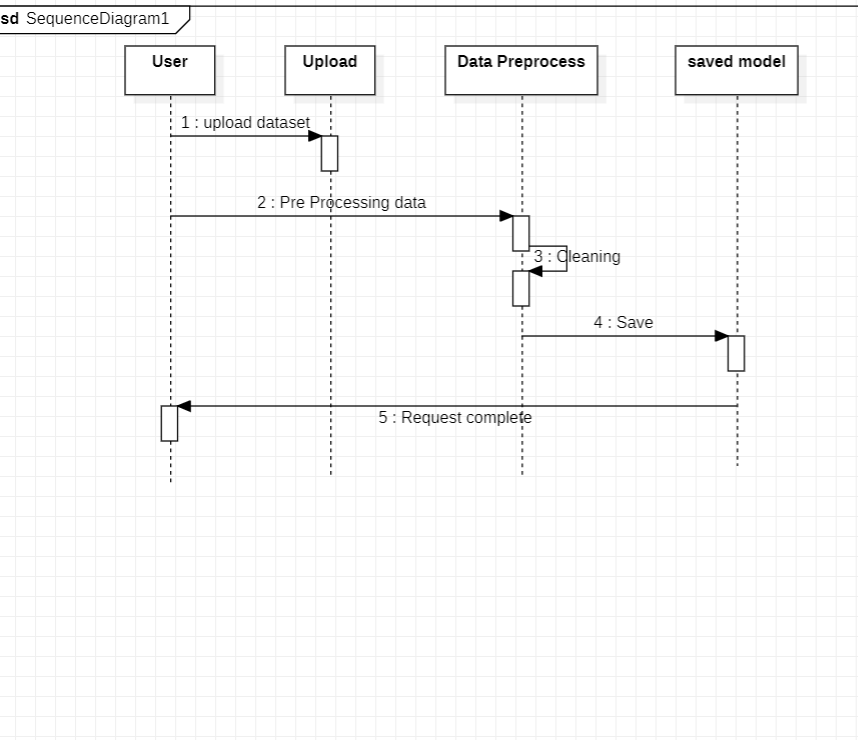 sd SequenceDiagram1
User
Upload
Data Preprocess
saved model
1 : upload dataset
2 : Pre Processing data
3 : Cleaning
4 : Save
5 : Request complete